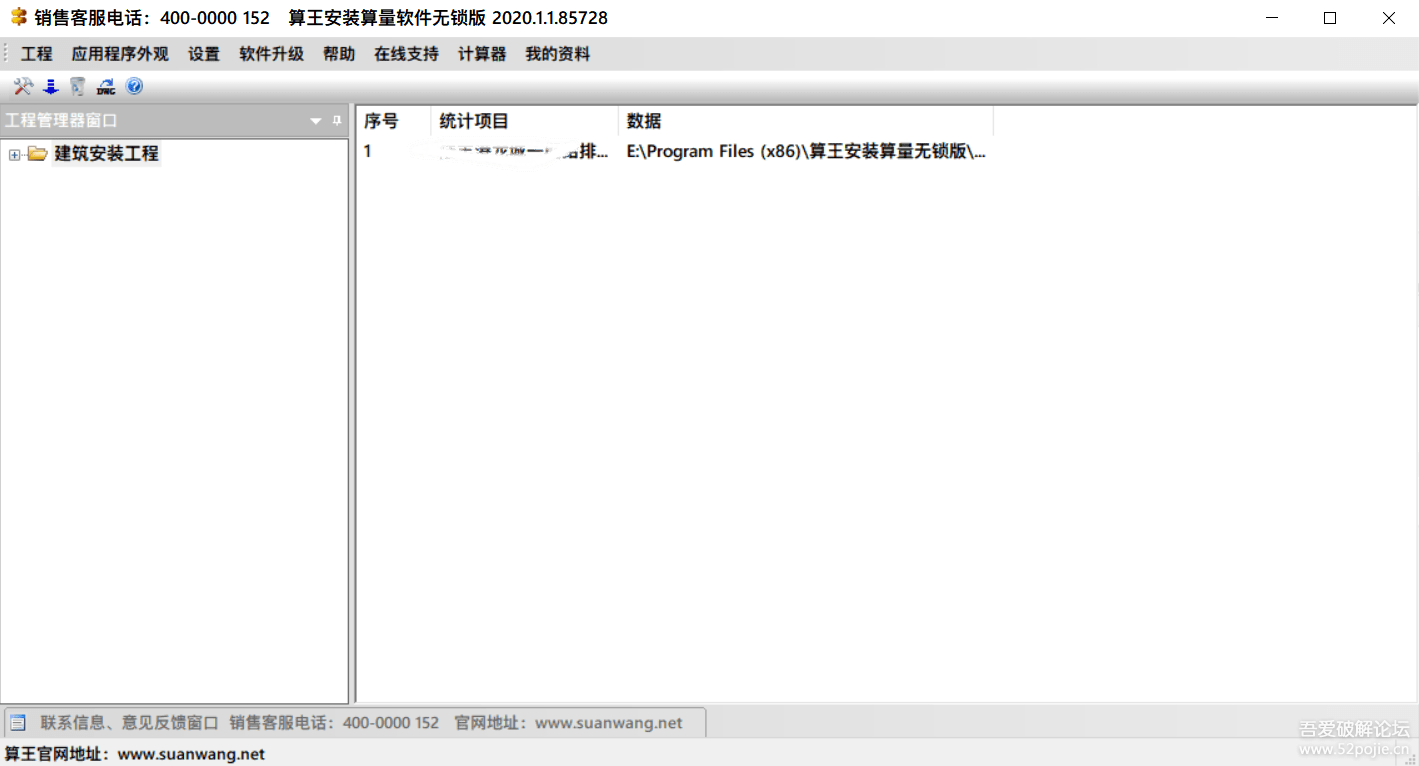 销售客服电话：400-0000 152 算王安装算量软件无锁版 2020.1.1.85728
工程 应用程序外观 设置 软件升级 帮助 在线支持 计算器 我的资料
DWG
工程管理器窗口
序号 统计项目 数据
建筑安装工程
1 排... E:\Program Files (x86)\算王安装算量无锁版\...
联系信息、意见反馈窗口 销售客服电话：400-0000 152 官网地址：www.suanwang.net
算王官网地址：www.suanwang.net
吾爱破解论坛
www.52pojie.cn